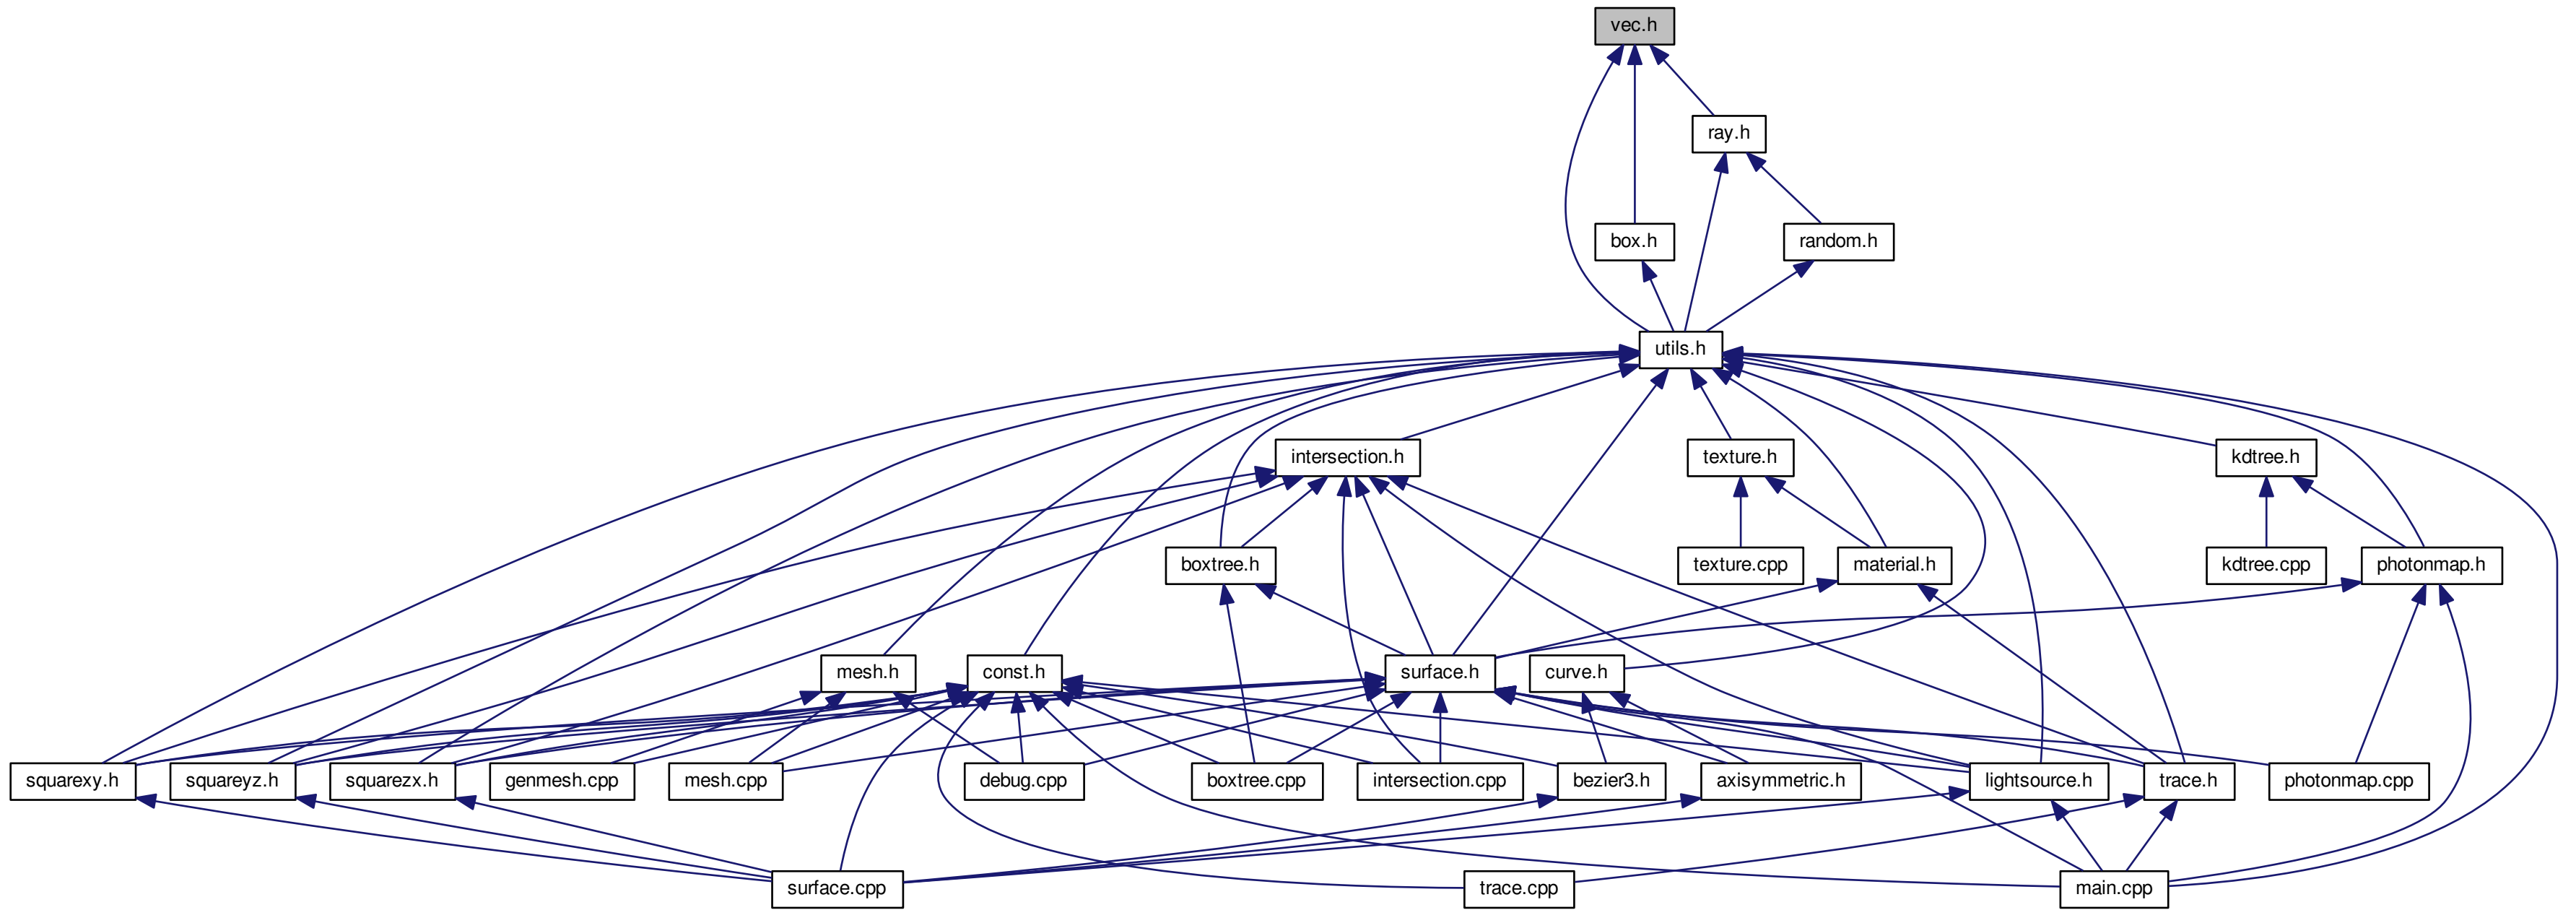 vec.h
ray.h
box.h
random.h
utils.h
intersection.h
texture.h
kdtree.h
boxtree.h
texture.cpp
material.h
kdtree.cpp
photonmap.h
mesh.h
const.h
surface.h
curve.h
squarexy.h
squareyz.h
squarezx.h
genmesh.cpp
mesh.cpp
debug.cpp
boxtree.cpp
intersection.cpp
bezier3.h
axisymmetric.h
lightsource.h
trace.h
photonmap.cpp
surface.cpp
trace.cpp
main.cpp